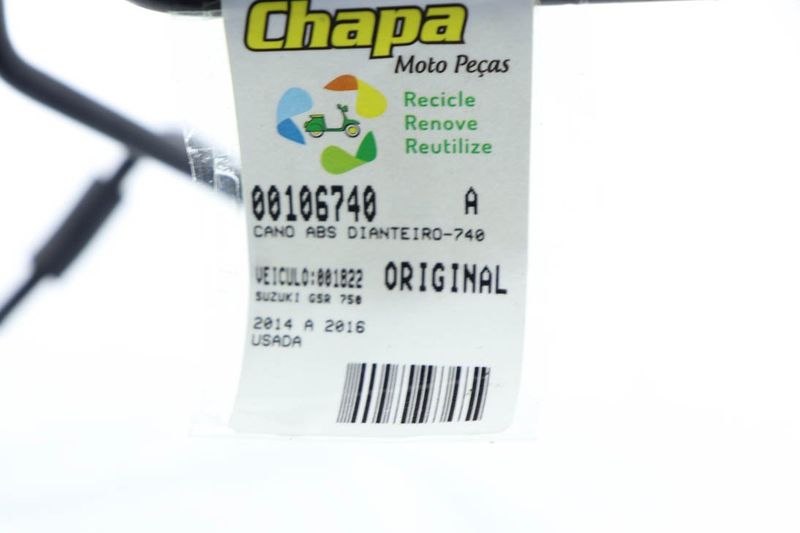 Chapa
Moto Peças
Recicle
Renove
Reutilize
00106740 A
CANO ABS DIANTEIRO-740
VEICULO:001822 ORIGINAL
SUZUKI GSR 750
2014 A 2016
USADA